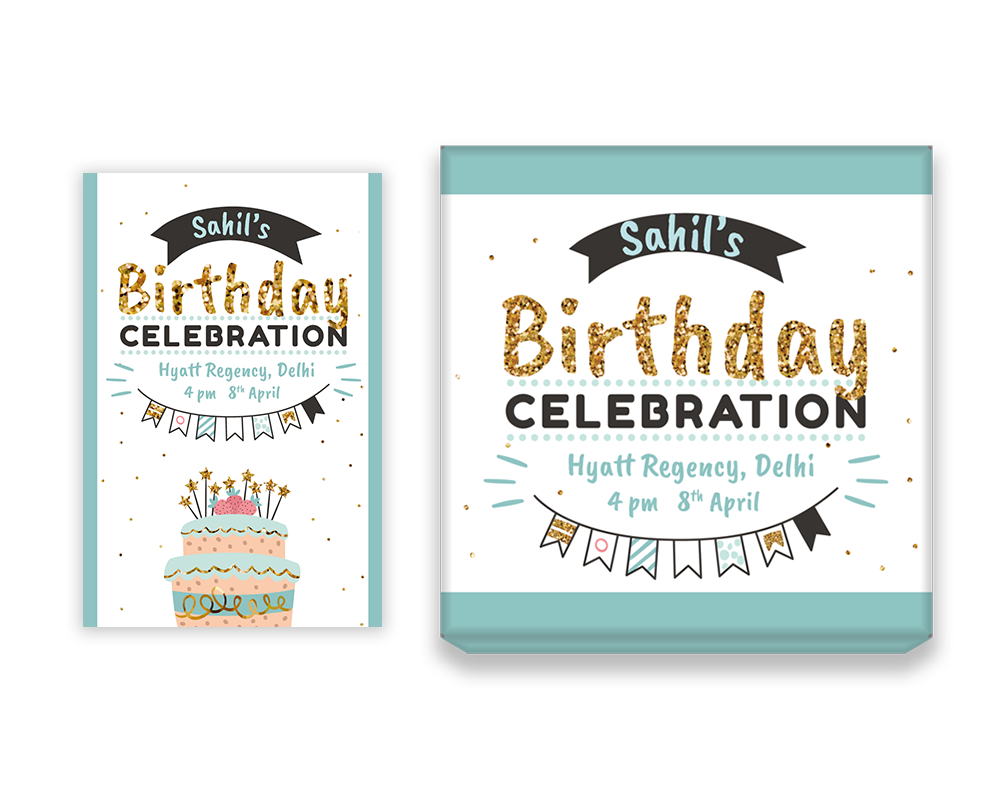 Sahil's
Birthday
CELEBRATION
Hyatt Regency, Delhi
4 pm 8th April
Sahil's
Birthday
CELEBRATION
Hyatt Regency, Delhi
4 pm 8th April